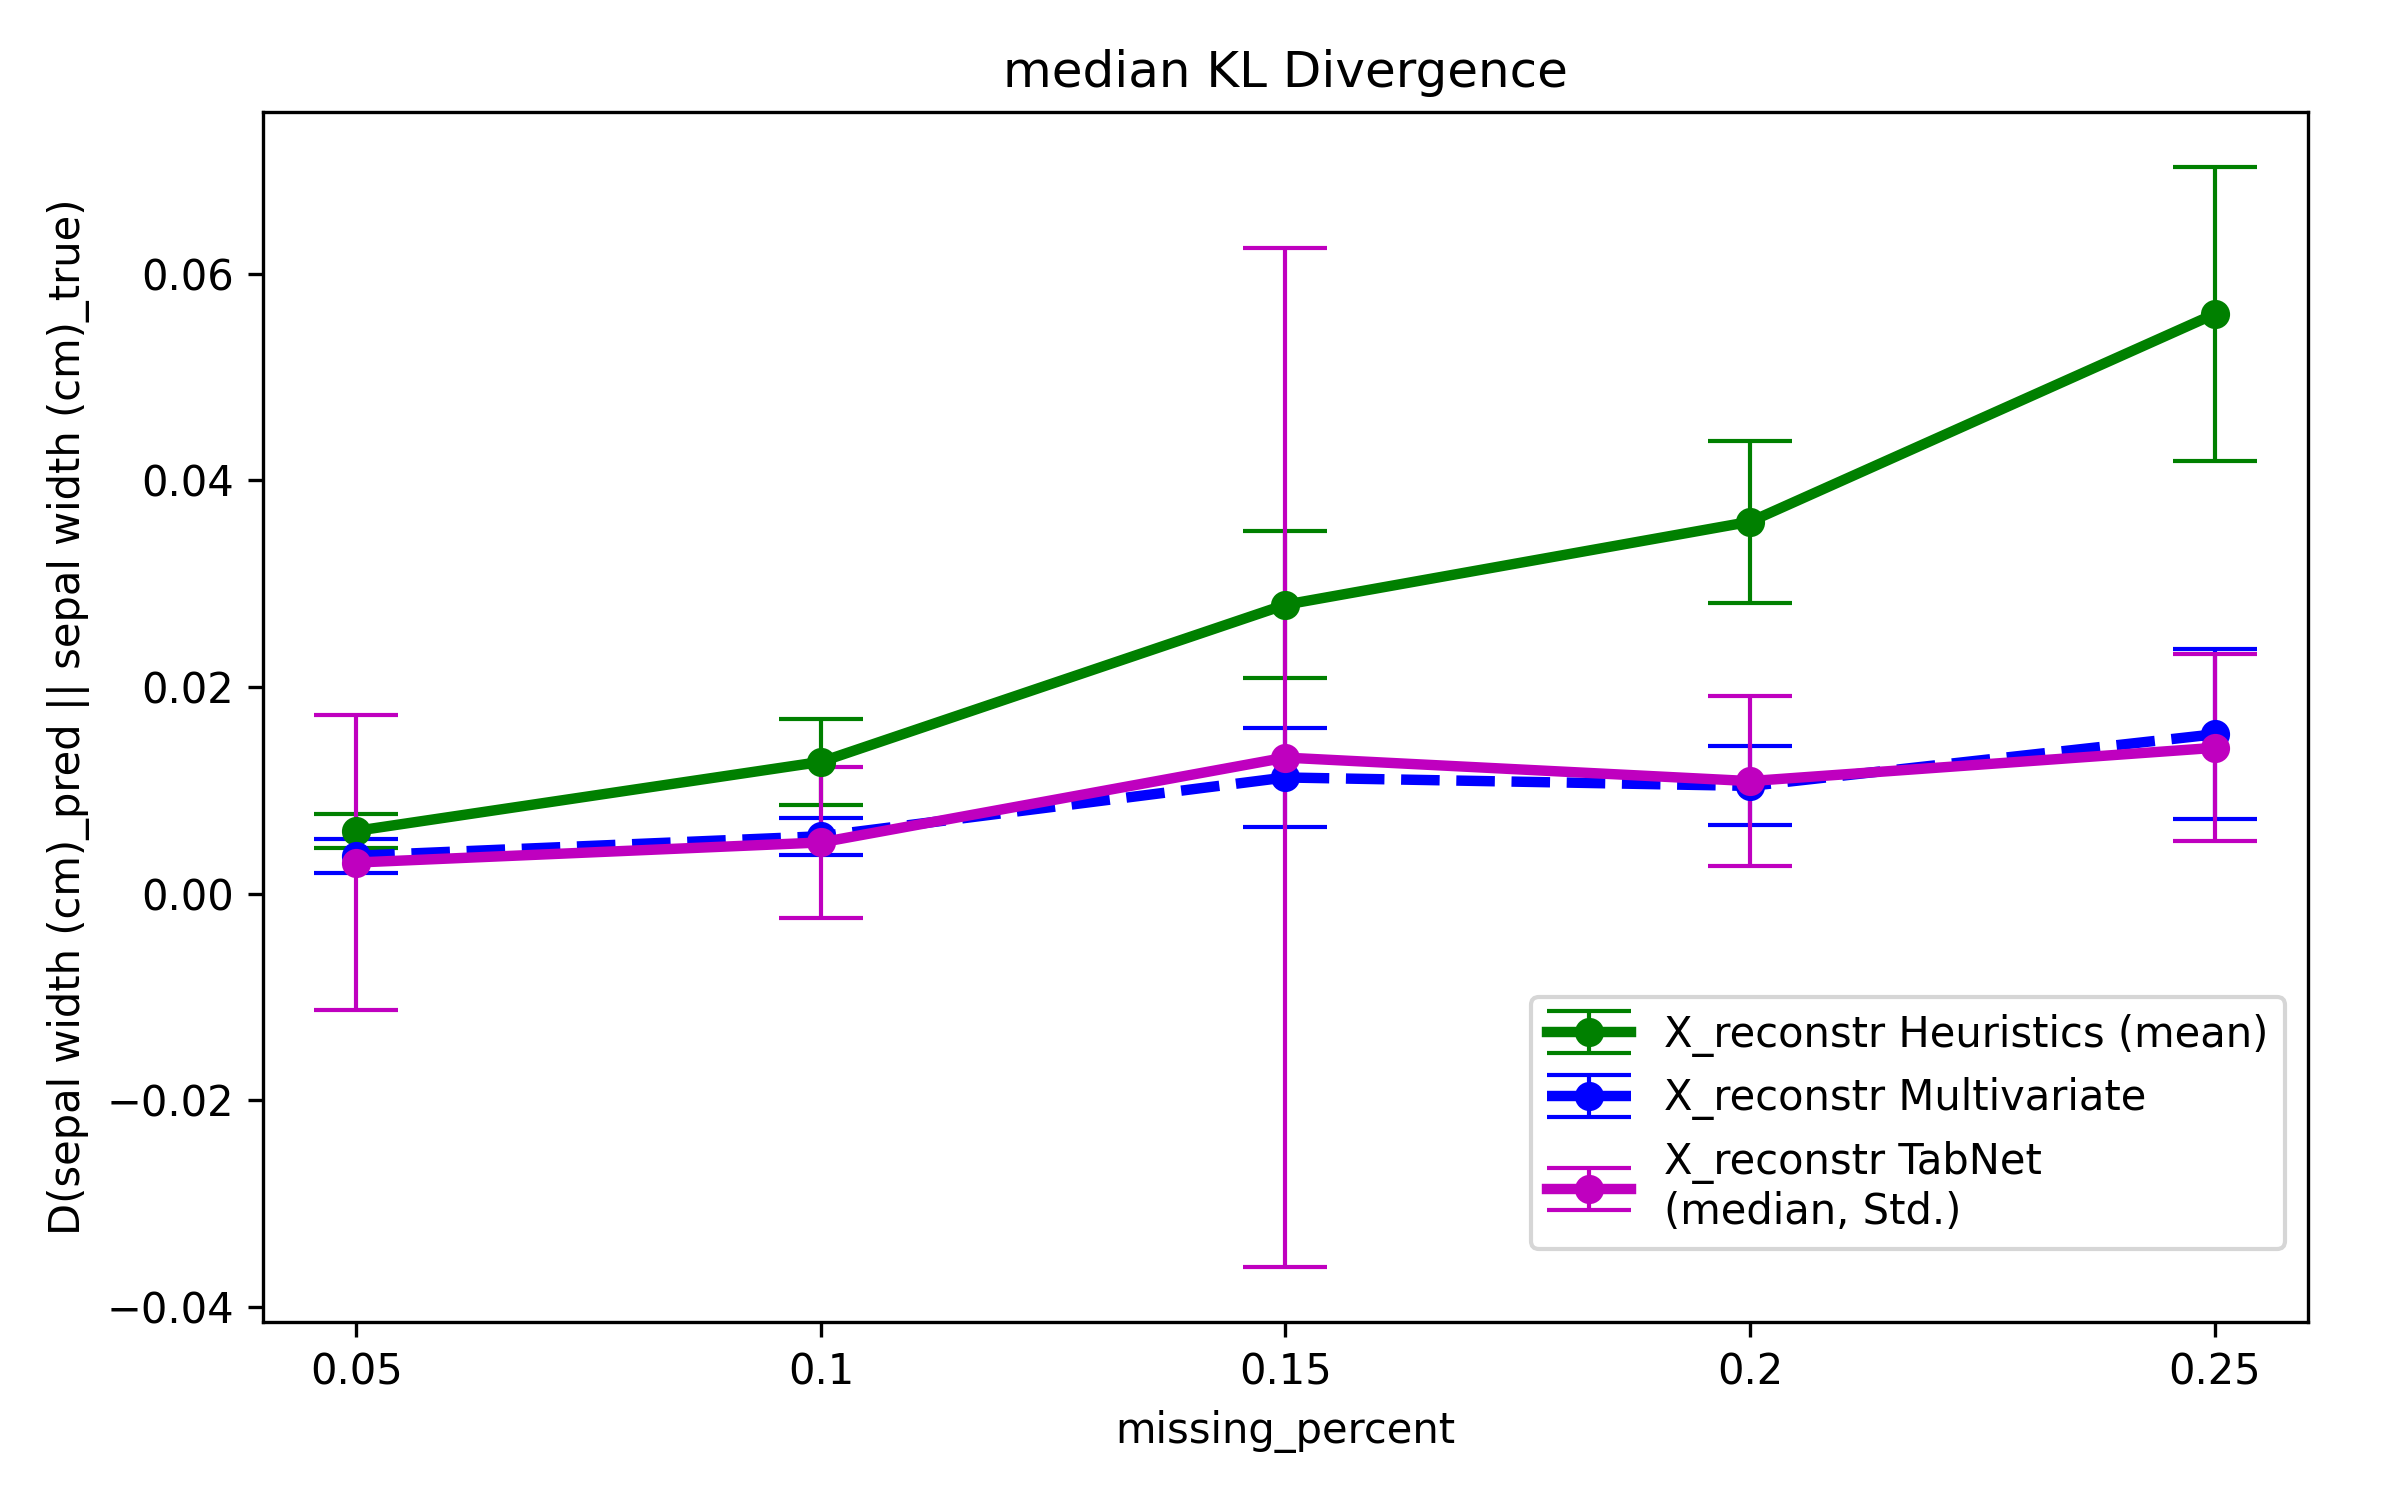 median KL Divergence
D(sepal width (cm)_pred || sepal width (cm)_true)
0.06
0.04
0.02
0.00
−0.02
−0.04
X_reconstr Heuristics (mean)
X_reconstr Multivariate
X_reconstr TabNet
(median, Std.)
0.05 0.1 0.15 0.2 0.25
missing_percent